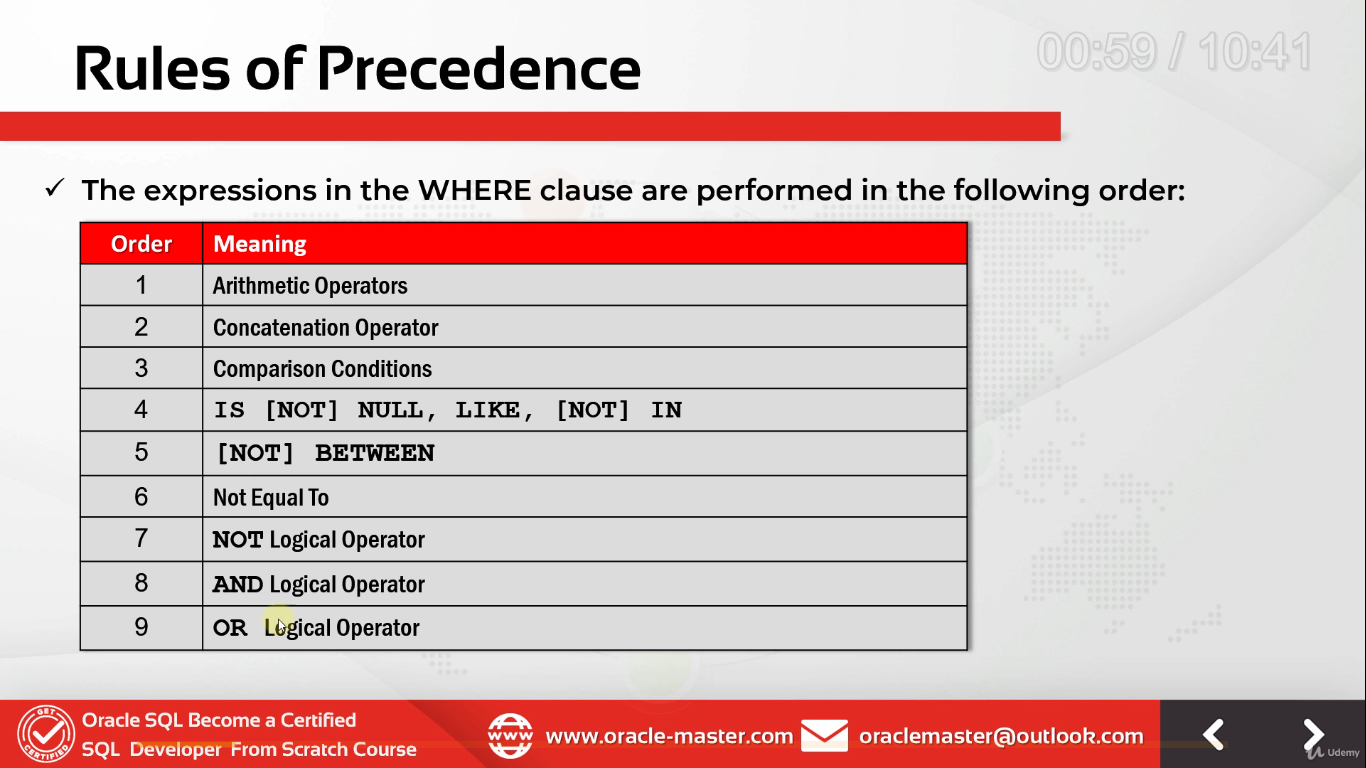 Rules of Precedence
00:59 / 10:41
✓ The expressions in the WHERE clause are performed in the following order:
Order Meaning
1 Arithmetic Operators
2 Concatenation Operator
3 Comparison Conditions
4 IS [NOT] NULL, LIKE, [NOT] IN
5 [NOT] BETWEEN
6 Not Equal To
7 NOT Logical Operator
8 AND Logical Operator
9 OR Logical Operator
GET CERTIFIED
Oracle SQL Become a Certified
SQL Developer From Scratch Course
www
www.oracle-master.com
oraclemaster@outlook.com
Udemy